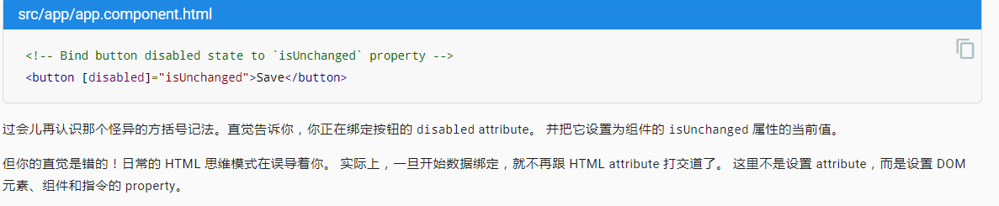 src/app/app.component.html
<!-- Bind button disabled state to `isUnchanged` property -->
<button [disabled]="isUnchanged">Save</button>
过会儿再认识那个怪异的方括号记法。直觉告诉你，你正在绑定按钮的 disabled attribute。 并把它设置为组件的 isUnchanged 属性的当前值。
但你的直觉是错的！日常的 HTML 思维模式在误导着你。 实际上，一旦开始数据绑定，就不再跟 HTML attribute 打交道了。 这里不是设置 attribute，而是设置 DOM
元素、组件和指令的 property。